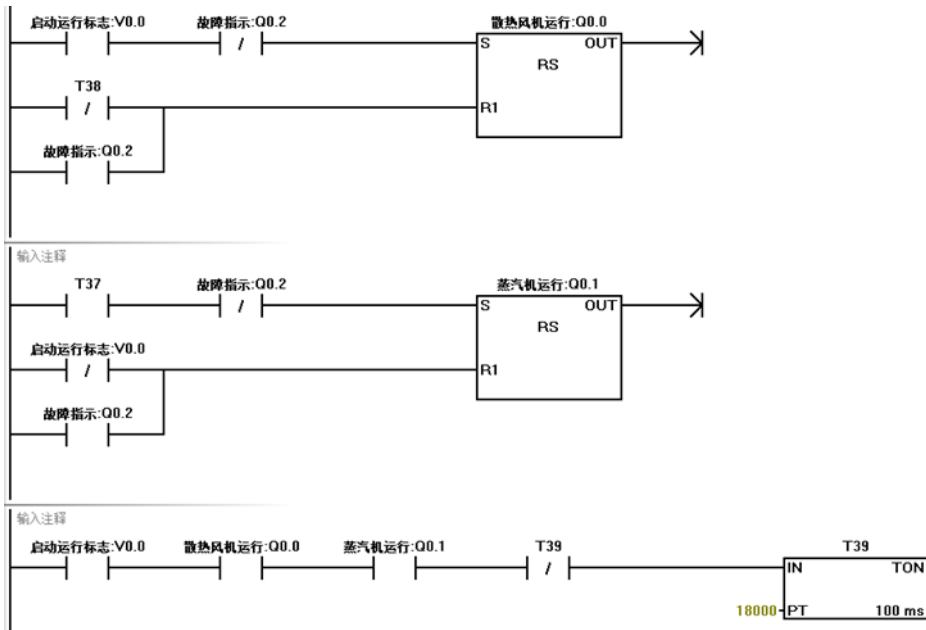 启动运行标志:V0.0 故障指示:Q0.2 散热风机运行:Q0.0
/ S OUT
RS
T38
/ R1
故障指示:Q0.2
输入注释
T37 故障指示:Q0.2 蒸汽机运行:Q0.1
/ S OUT
RS
启动运行标志:V0.0
/ R1
故障指示:Q0.2
输入注释
启动运行标志:V0.0 散热风机运行:Q0.0 蒸汽机运行:Q0.1 T39 T39
/ IN TON
18000 PT 100 ms